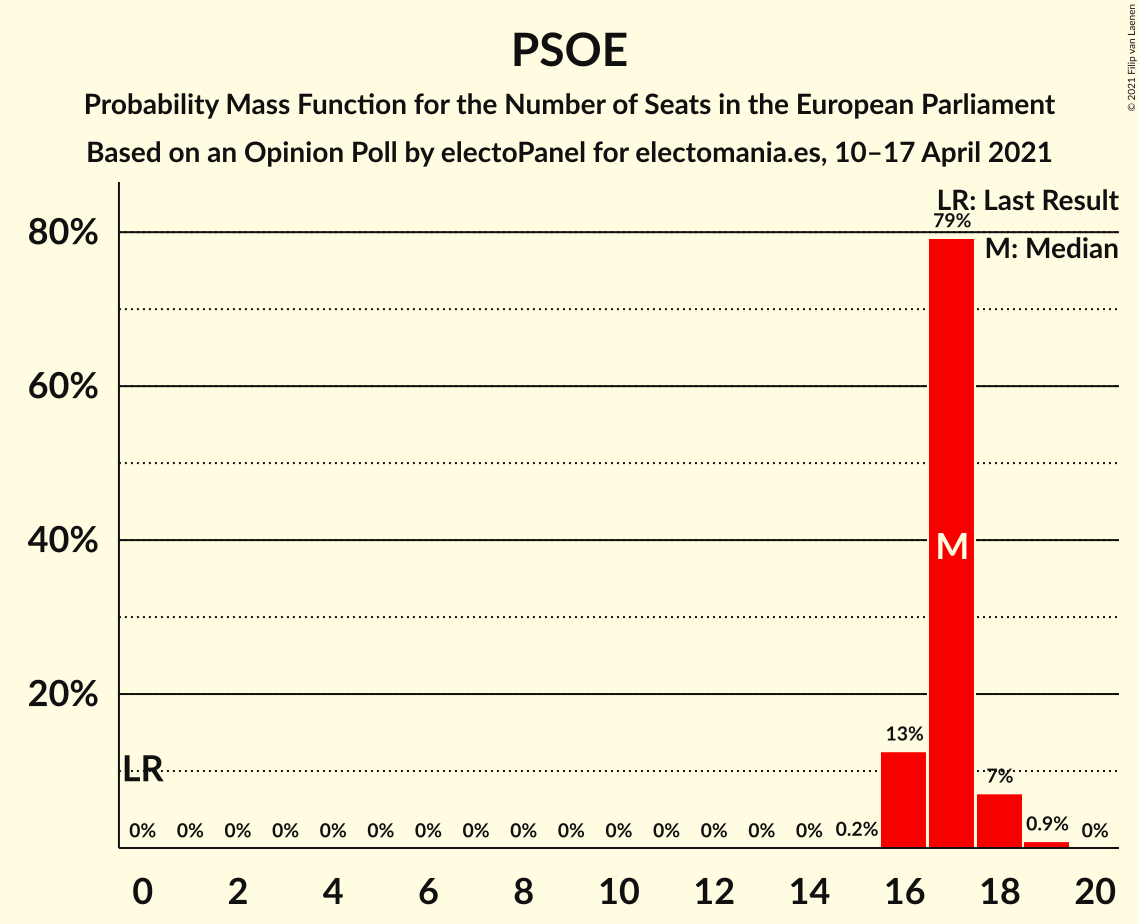 PSOE
Probability Mass Function for the Number of Seats in the European Parliament
Based on an Opinion Poll by electoPanel for electomania.es, 10–17 April 2021
© 2021 Filip van Laenen
LR: Last Result
M: Median
80%
60%
40%
20%
79%
M
13%
7%
LR
0% 0% 0% 0% 0% 0% 0% 0% 0% 0% 0% 0% 0% 0% 0% 0.2% 0.9% 0%
0 2 4 6 8 10 12 14 16 18 20